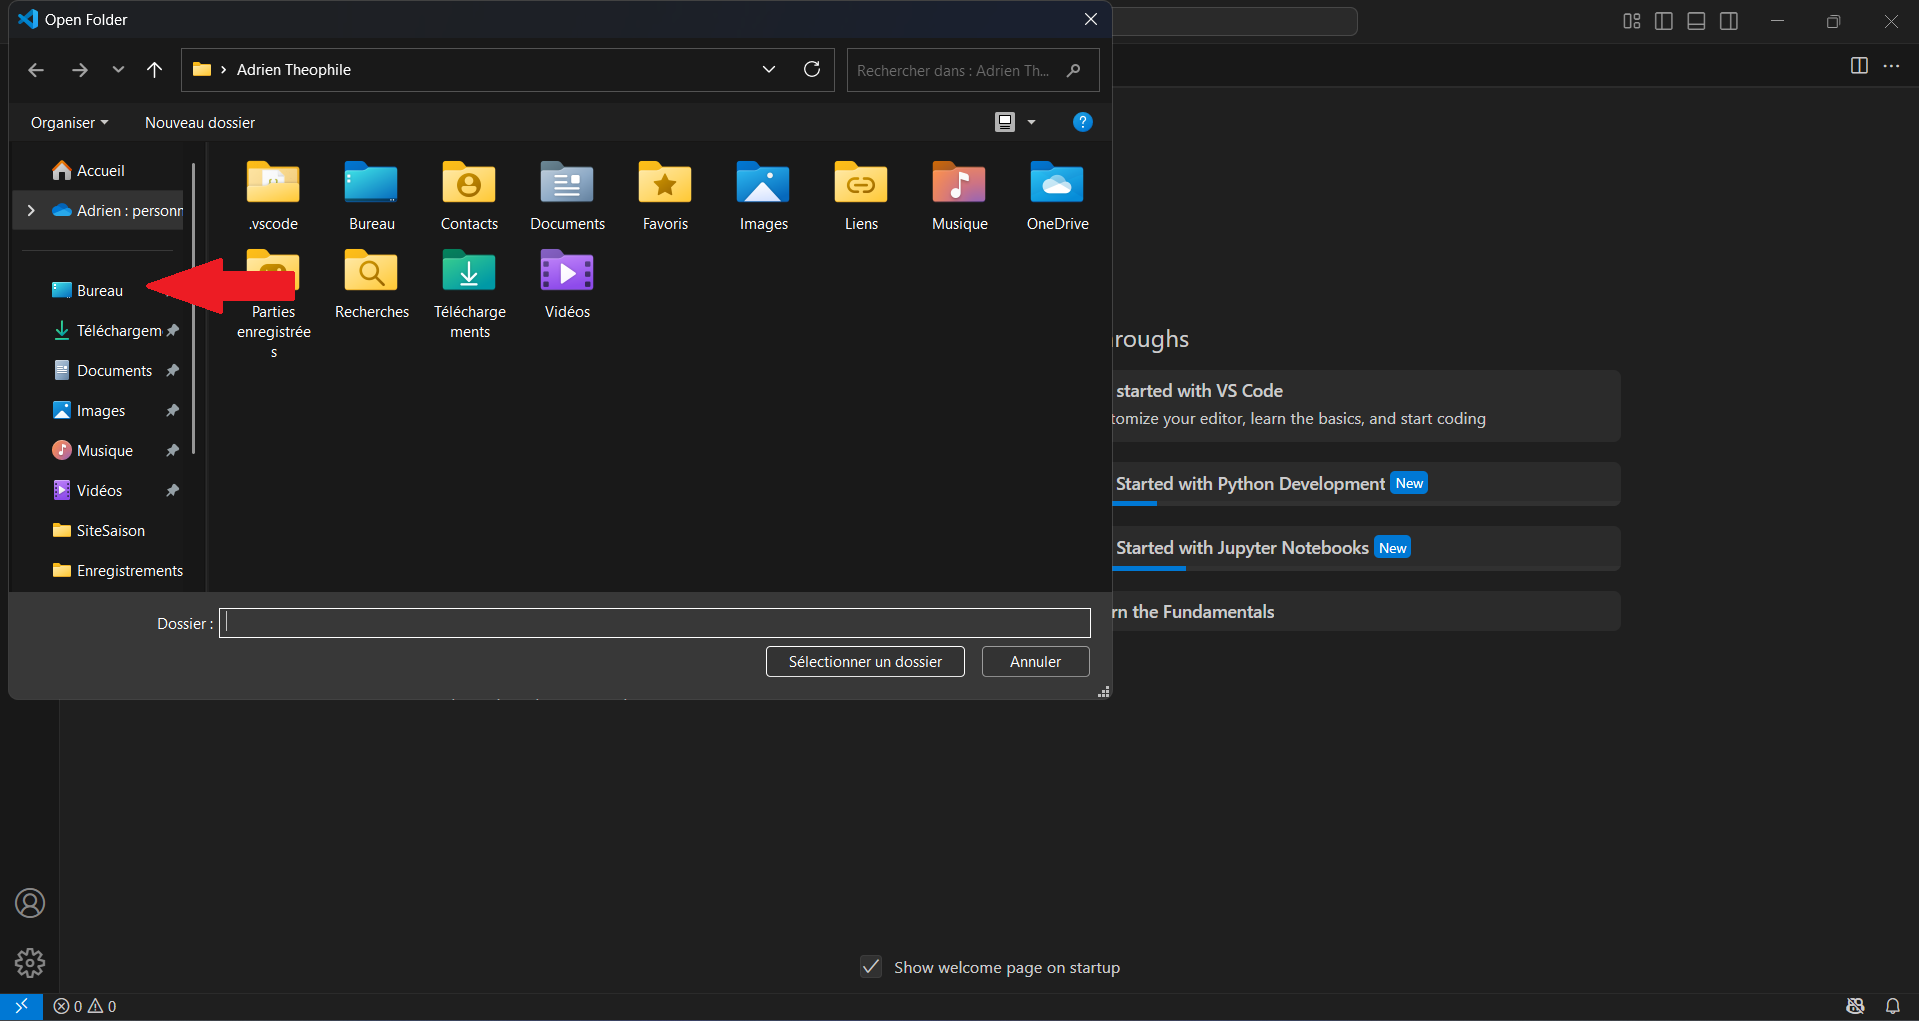 Open Folder
Adrien Theophile
Rechercher dans : Adrien Th...
Organiser
Nouveau dossier
Accueil
Adrien : personn
Bureau
Téléchargem
Documents
Images
Musique
Vidéos
SiteSaison
Enregistrements
.vscode
Bureau
Contacts
Documents
Favoris
Images
Liens
Musique
OneDrive
Parties
enregistrée
s
Recherches
Télécharge
ments
Vidéos
Dossier :
Sélectionner un dossier
Annuler
roughs
started with VS Code
tomize your editor, learn the basics, and start coding
Started with Python Development New
Started with Jupyter Notebooks New
rn the Fundamentals
Show welcome page on startup
0 0